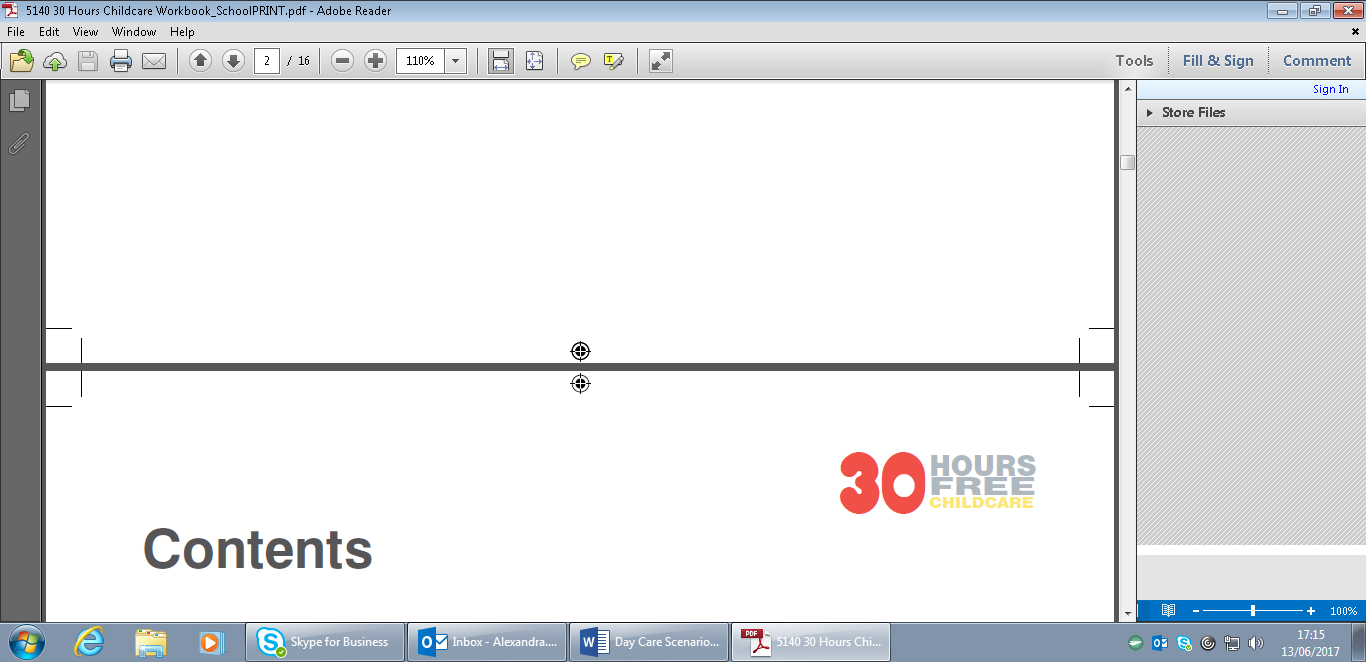 5140 30 Hours Childcare Workbook_SchoolPRINT.pdf - Adobe Reader
File Edit View Window Help
2 / 16 110% Tools Fill & Sign Comment
Sign In
Store Files
30 HOURS
FREE
CHILDCARE
Contents
100%
Skype for Business Inbox - Alexandra.... Day Care Scenario... 5140 30 Hours Chi...
17:15
13/06/2017